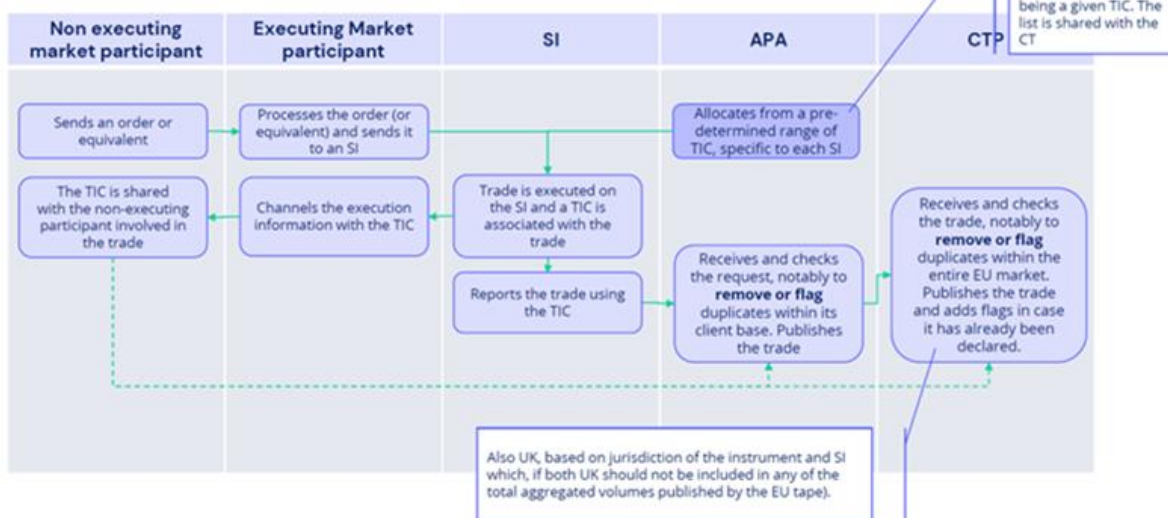 being a given TIC. The
list is shared with the
CT
Non executing
market participant
Executing Market
participant
SI
APA
CTP
Sends an order or
equivalent
Processes the order (or
equivalent) and sends it
to an SI
Allocates from a pre-
determined range of
TIC, specific to each SI
The TIC is shared
with the non-executing
participant involved in
the trade
Channels the execution
information with the TIC
Trade is executed on
the SI and a TIC is
associated with the
trade
Reports the trade using
the TIC
Receives and checks
the request, notably to
remove or flag
duplicates within its
client base. Publishes
the trade
Receives and checks
the trade, notably to
remove or flag
duplicates within the
entire EU market.
Publishes the trade
and adds flags in case
it has already been
declared.
Also UK, based on jurisdiction of the instrument and SI
which, if both UK should not be included in any of the
total aggregated volumes published by the EU tape).